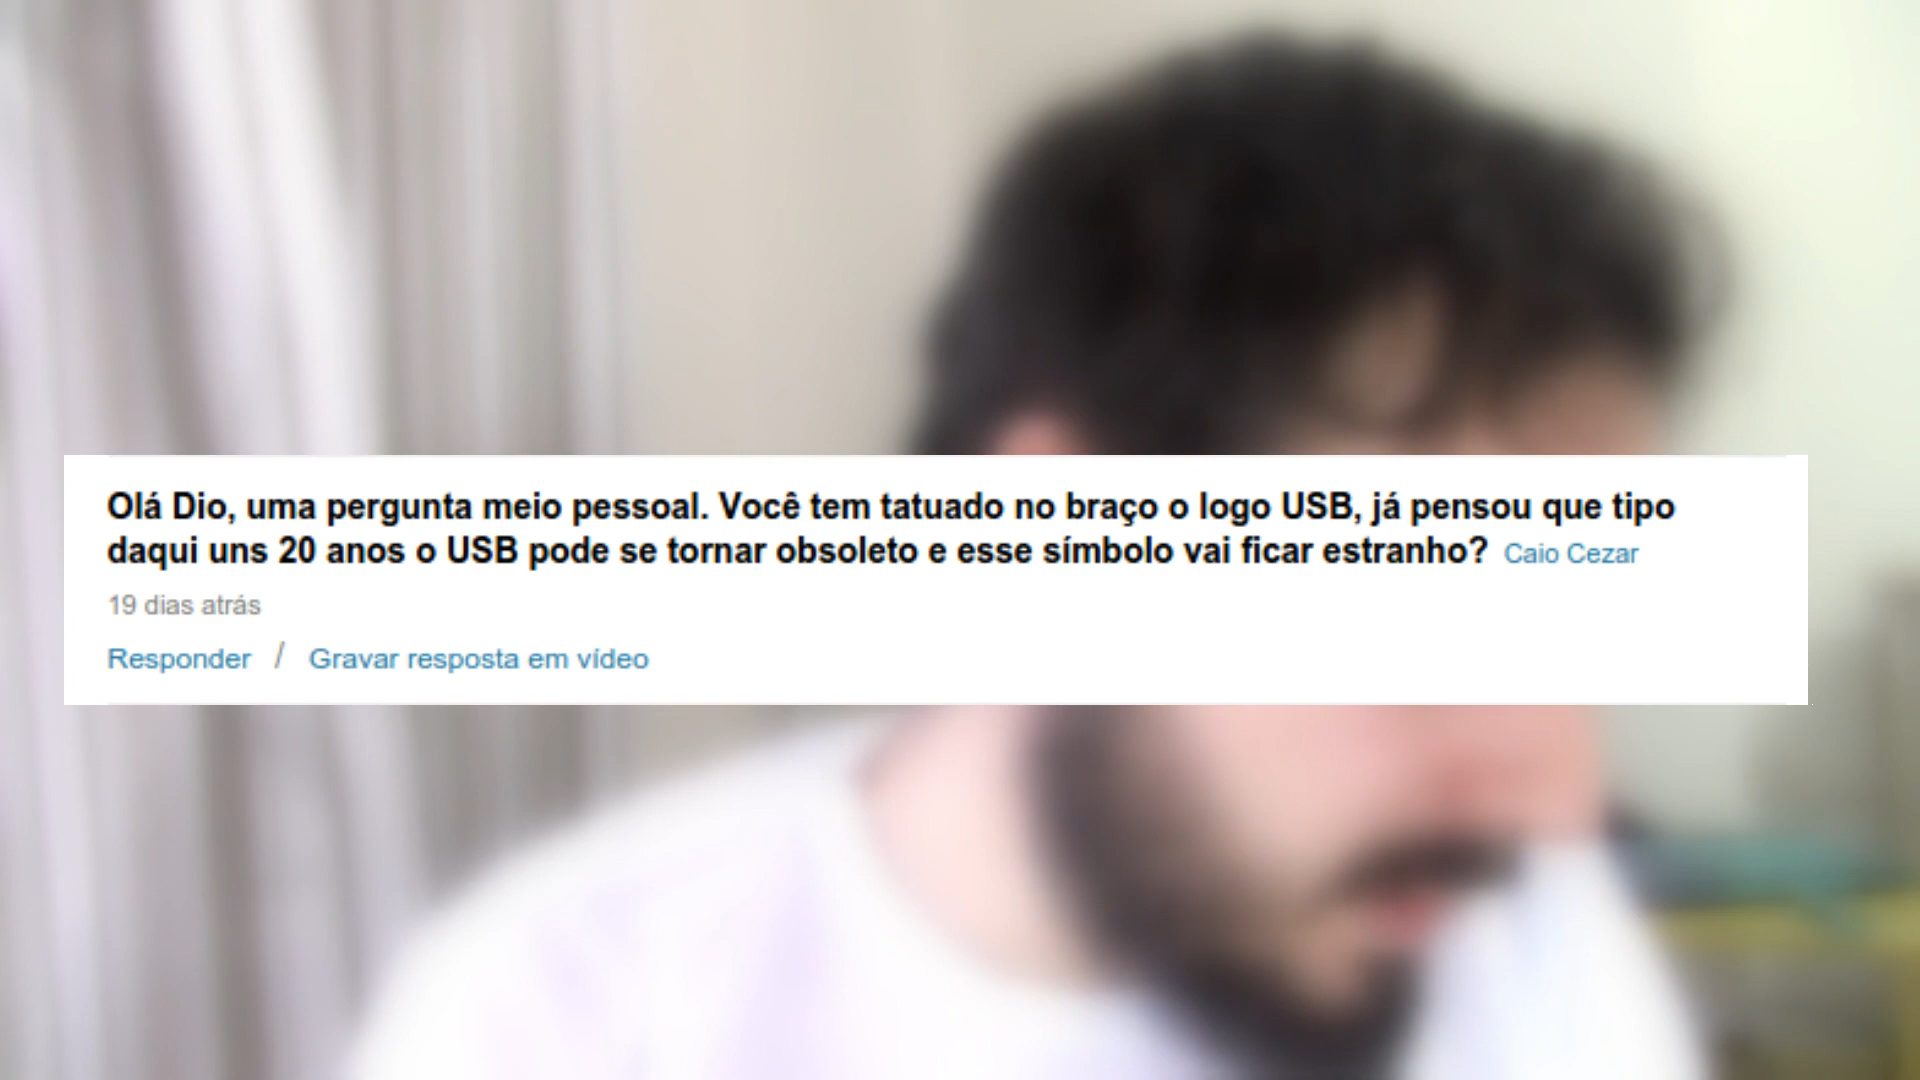 Olá Dio, uma pergunta meio pessoal. Você tem tatuado no braço o logo USB, já pensou que tipo
daqui uns 20 anos o USB pode se tornar obsoleto e esse símbolo vai ficar estranho? Caio Cezar
19 dias atrás
Responder / Gravar resposta em vídeo